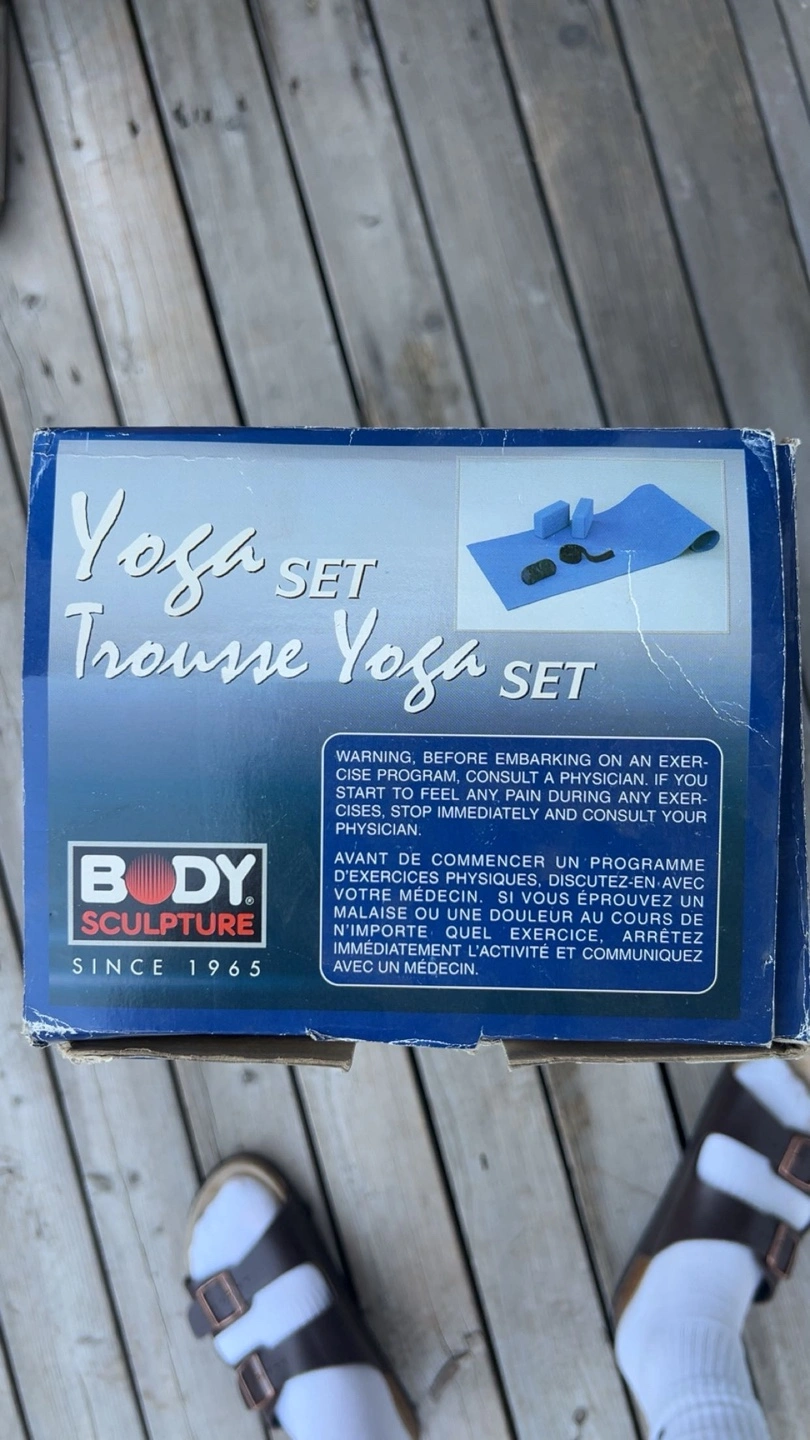 Yoga SET
Trousse Yoga SET
WARNING, BEFORE EMBARKING ON AN EXER-
CISE PROGRAM, CONSULT A PHYSICIAN. IF YOU
START TO FEEL ANY PAIN DURING ANY EXER-
CISES, STOP IMMEDIATELY AND CONSULT YOUR
PHYSICIAN.
AVANT DE COMMENCER UN PROGRAMME
D'EXERCICES PHYSIQUES, DISCUTEZ-EN AVEC
VOTRE MÉDECIN. SI VOUS ÉPROUVEZ UN
MALAISE OU UNE DOULEUR AU COURS DE
N'IMPORTE QUEL EXERCICE, ARRÊTEZ
IMMÉDIATEMENT L'ACTIVITÉ ET COMMUNIQUEZ
AVEC UN MÉDECIN.
BODY®
SCULPTURE
SINCE 1965